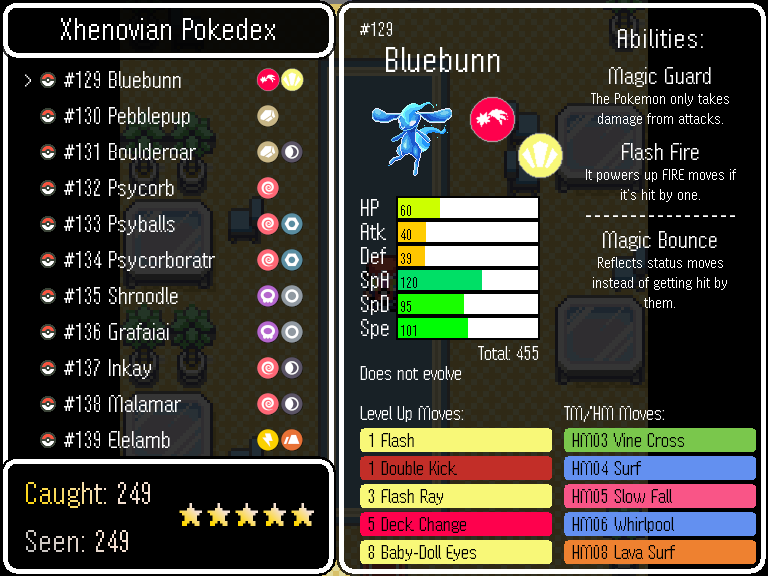 Xhenovian Pokedex
> #129 Bluebunn
#130 Pebblepup
#131 Boulderoar
#132 Psycorb
#133 Psyballs
#134 Psycorboratr
#135 Shroodle
#136 Grafaiai
#137 Inkay
#138 Malamar
#139 Elelamb
Caught: 249
Seen: 249
#129
Bluebunn
HP 60
Atk 40
Def 39
SpA 120
SpD 95
Spe 101
Total: 455
Does not evolve
Abilities:
Magic Guard
The Pokemon only takes
damage from attacks.
Flash Fire
It powers up FIRE moves if
it's hit by one.
Magic Bounce
Reflects status moves
instead of getting hit by
them.
Level Up Moves:
1 Flash
1 Double Kick
3 Flash Ray
5 Deck Change
8 Baby-Doll Eyes
TM/HM Moves:
HM03 Vine Cross
HM04 Surf
HM05 Slow Fall
HM06 Whirlpool
HM08 Lava Surf